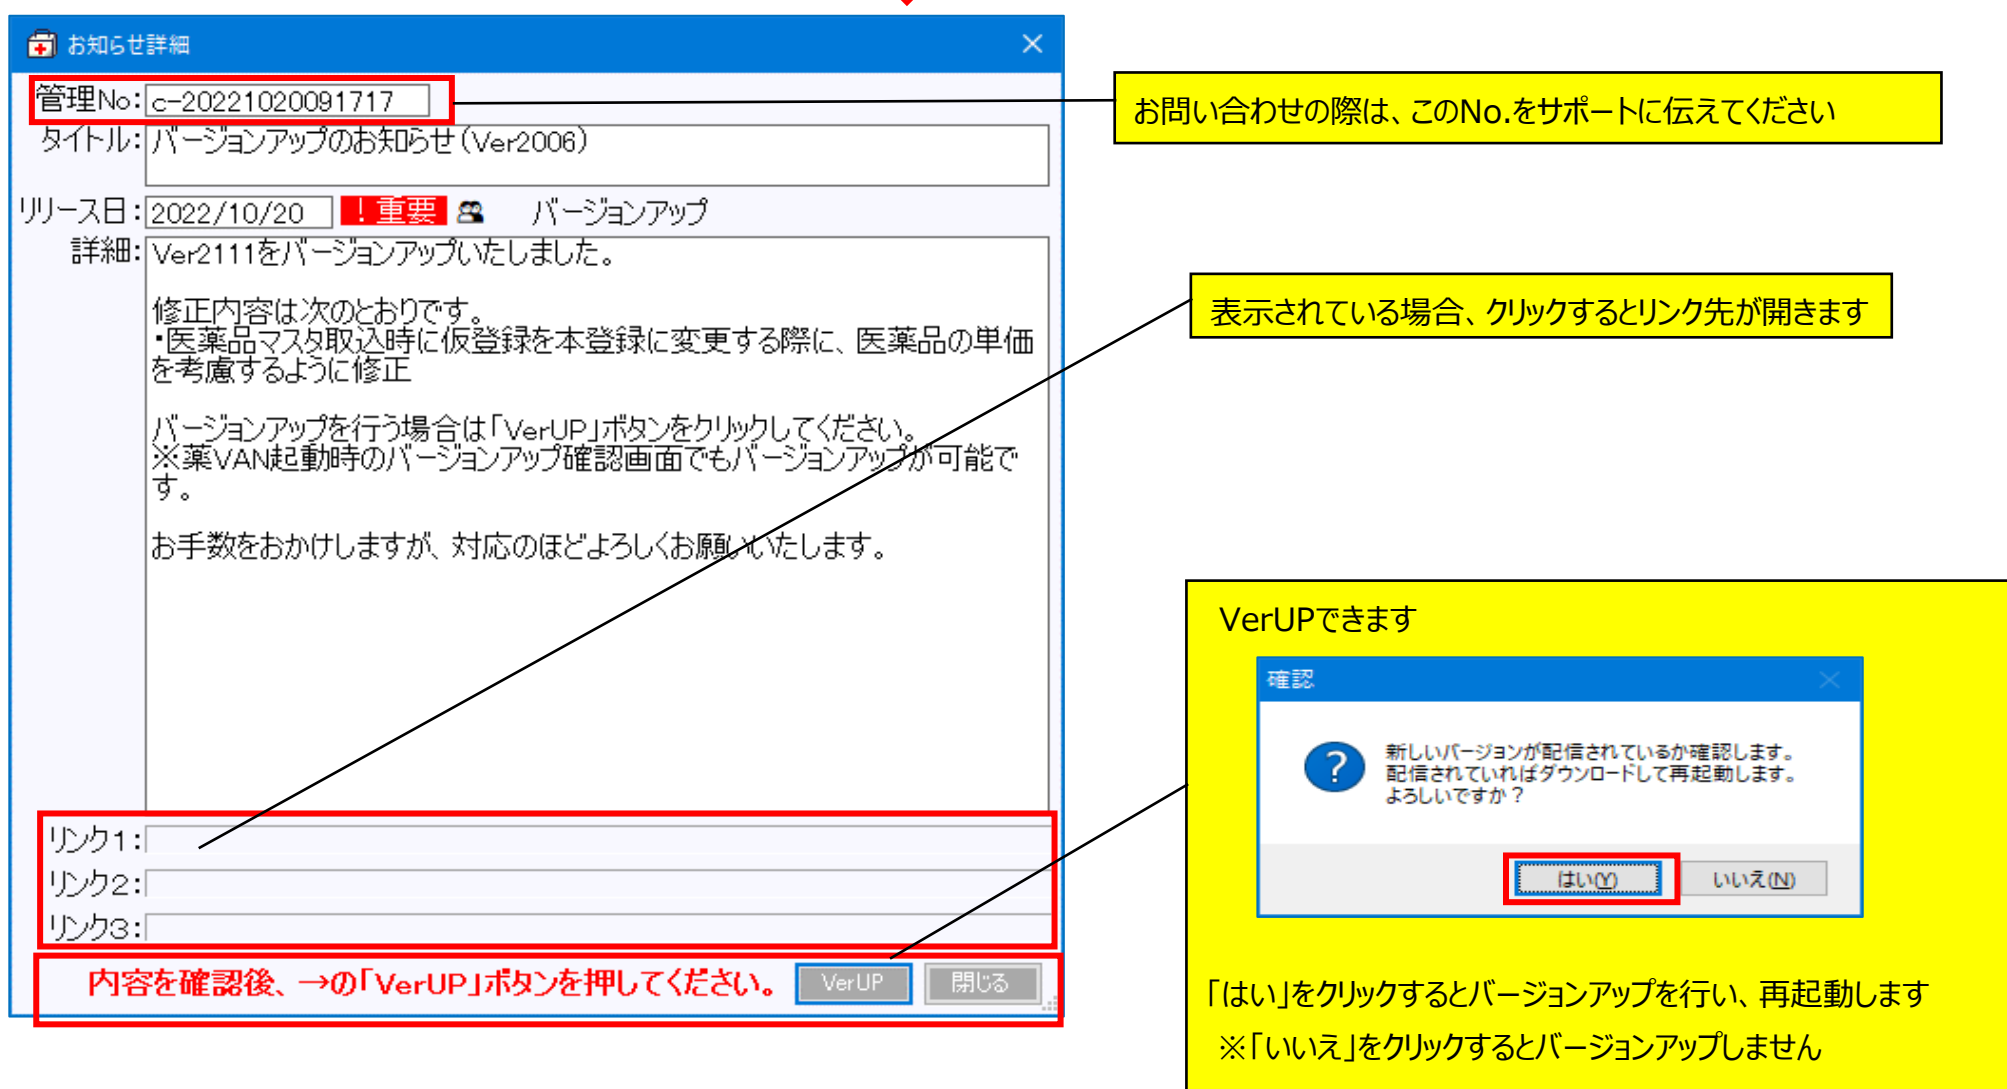 お知らせ詳細
管理No: c-20221020091717
お問い合わせの際は、このNo.をサポートに伝えてください
タイトル: バージョンアップのお知らせ(Ver2006)
リリース日: 2022/10/20 !重要 バージョンアップ
詳細: Ver2111をバージョンアップいたしました。
修正内容は次のとおりです。
・医薬品マスタ取込時に仮登録を本登録に変更する際に、医薬品の単価
を考慮するように修正
バージョンアップを行う場合は「VerUP」ボタンをクリックしてください。
※薬VAN起動時のバージョンアップ確認画面でもバージョンアップが可能で
す。
お手数をおかけしますが、対応のほどよろしくお願いいたします。
表示されている場合、クリックするとリンク先が開きます
リンク1:
リンク2:
リンク3:
内容を確認後、→の「VerUP」ボタンを押してください。 VerUP 閉じる
VerUPできます
確認
新しいバージョンが配信されているか確認します。
配信されていればダウンロードして再起動します。
よろしいですか？
はい(Y) いいえ(N)
「はい」をクリックするとバージョンアップを行い、再起動します
※「いいえ」をクリックするとバージョンアップしません